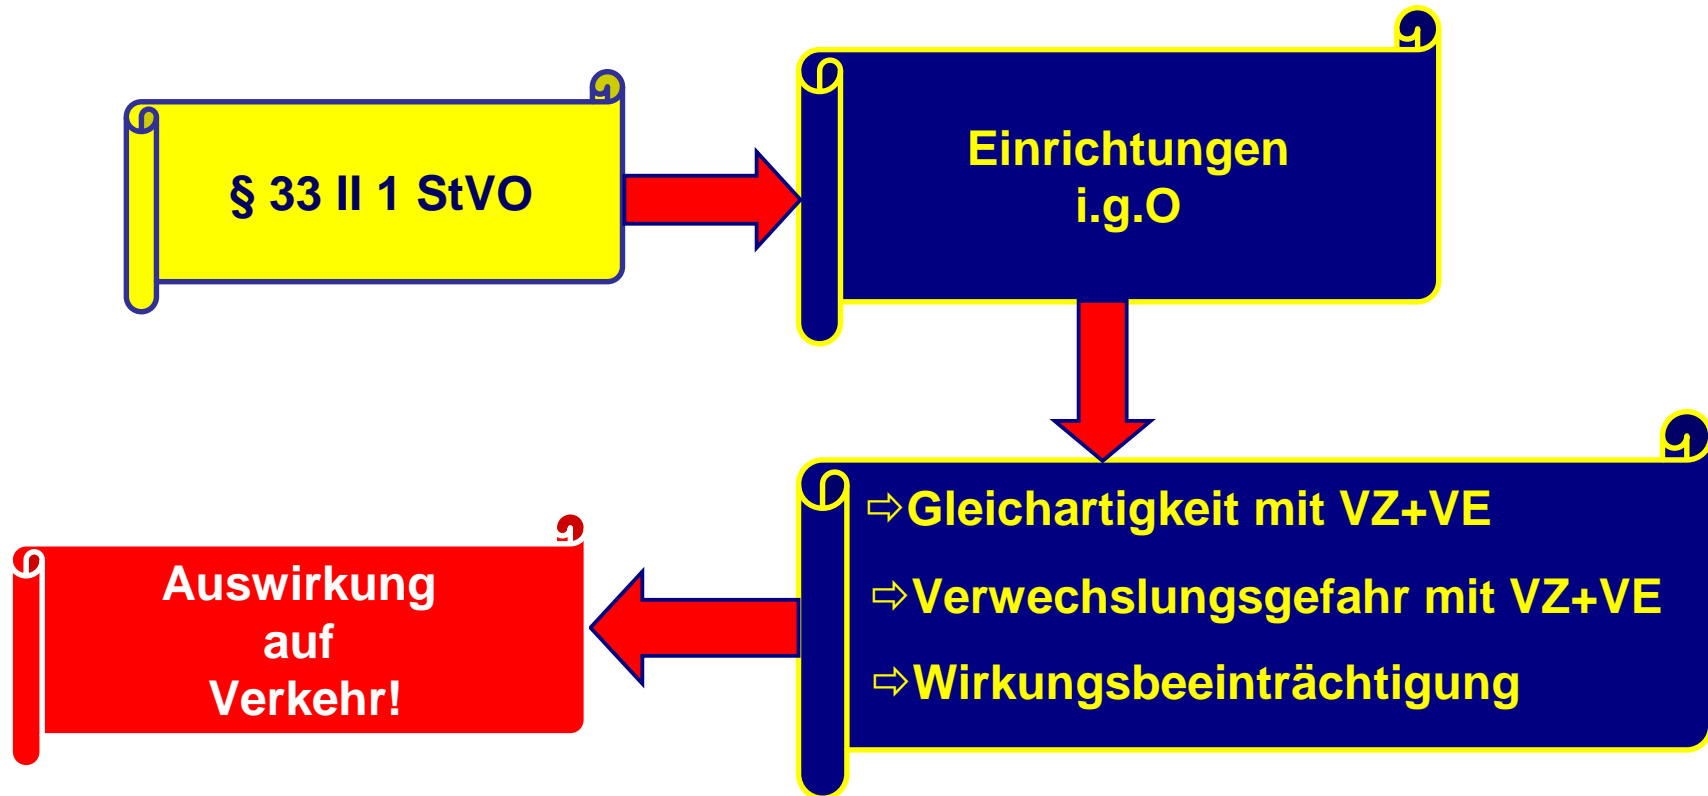 § 33 II 1 StVO
Einrichtungen
i.g.O
⇨Gleichartigkeit mit VZ+VE
⇨Verwechslungsgefahr mit VZ+VE
⇨Wirkungsbeeinträchtigung
Auswirkung
auf
Verkehr!